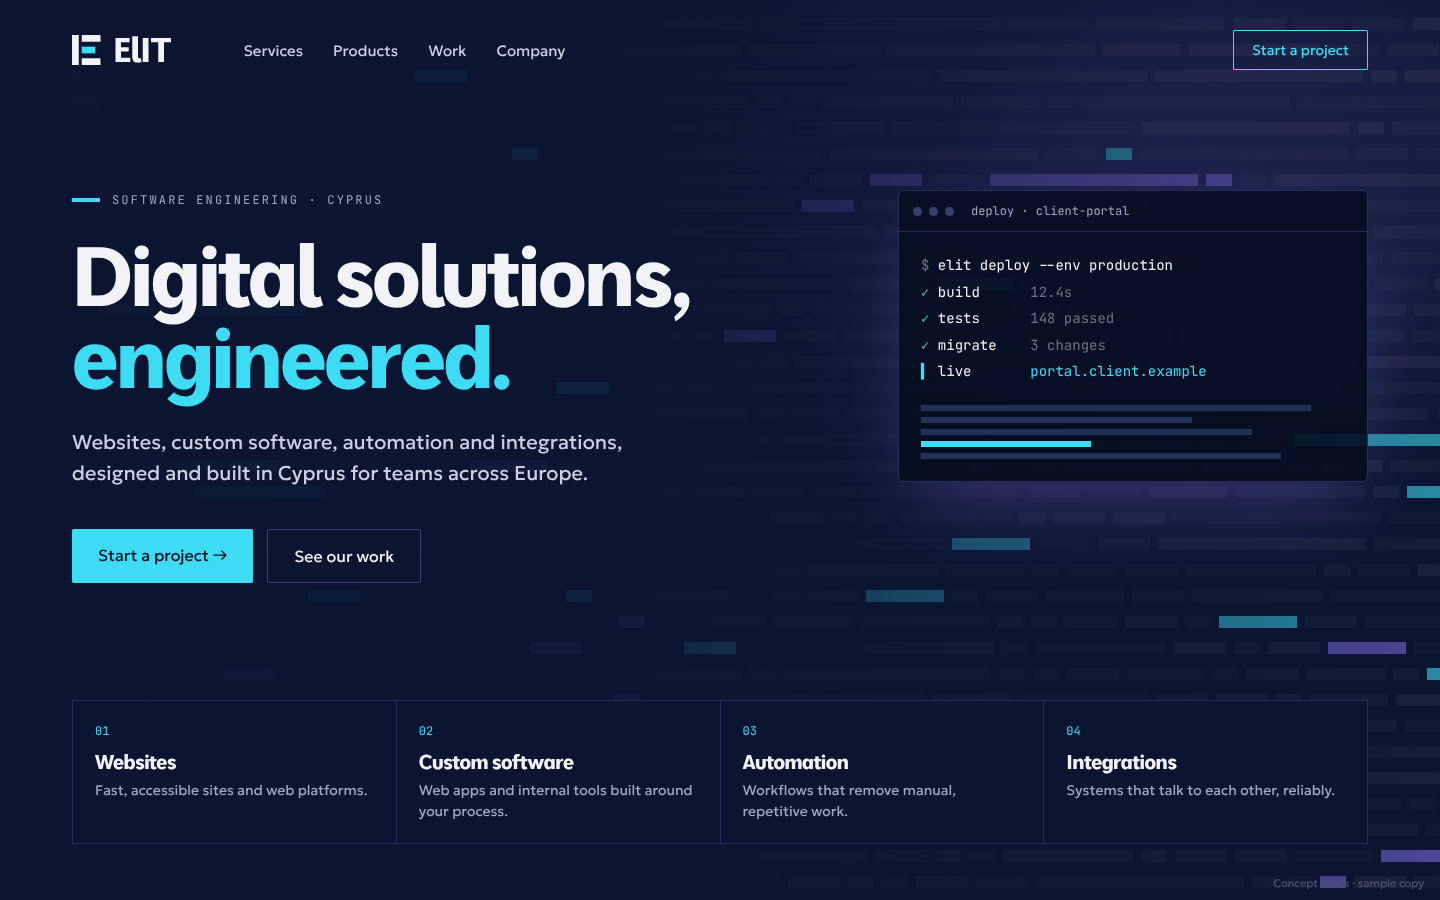 ELIT
Services Products Work Company
Start a project
SOFTWARE ENGINEERING · CYPRUS
Digital solutions,
engineered.
Websites, custom software, automation and integrations,
designed and built in Cyprus for teams across Europe.
Start a project →
See our work
deploy · client-portal
$ elit deploy --env production
✓ build 12.4s
✓ tests 148 passed
✓ migrate 3 changes
live portal.client.example
01
Websites
Fast, accessible sites and web platforms.
02
Custom software
Web apps and internal tools built around
your process.
03
Automation
Workflows that remove manual,
repetitive work.
04
Integrations
Systems that talk to each other, reliably.
Concept mock · sample copy